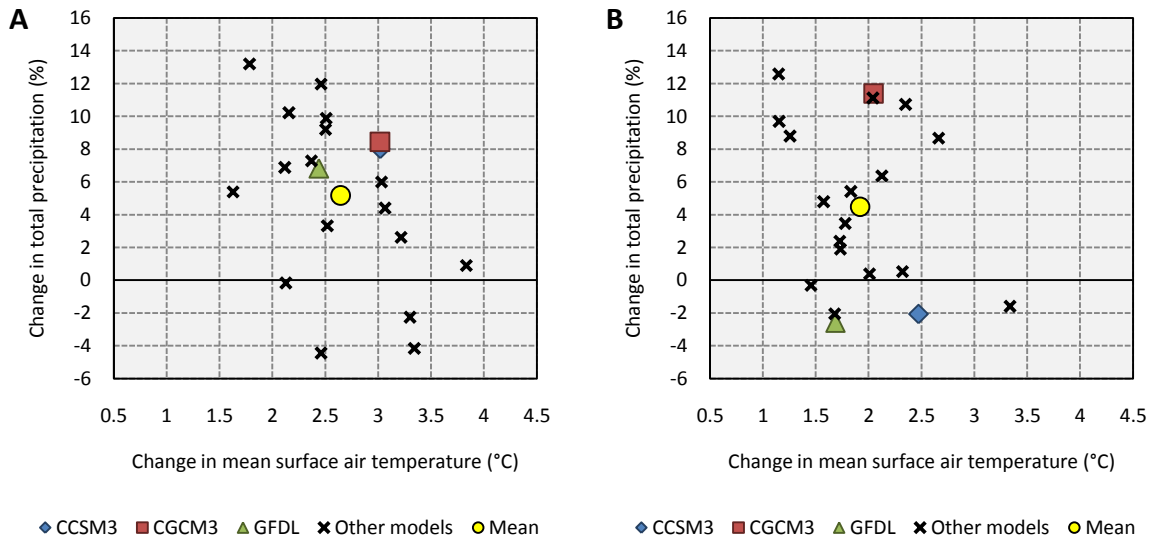 A
Change in total precipitation (%)
16
14
12
10
8
6
4
2
0
-2
-4
-6
0.5 1 1.5 2 2.5 3 3.5 4 4.5
Change in mean surface air temperature (°C)
CCSM3 CGCM3 GFDL Other models Mean
B
Change in total precipitation (%)
16
14
12
10
8
6
4
2
0
-2
-4
-6
0.5 1 1.5 2 2.5 3 3.5 4 4.5
Change in mean surface air temperature (°C)
CCSM3 CGCM3 GFDL Other models Mean